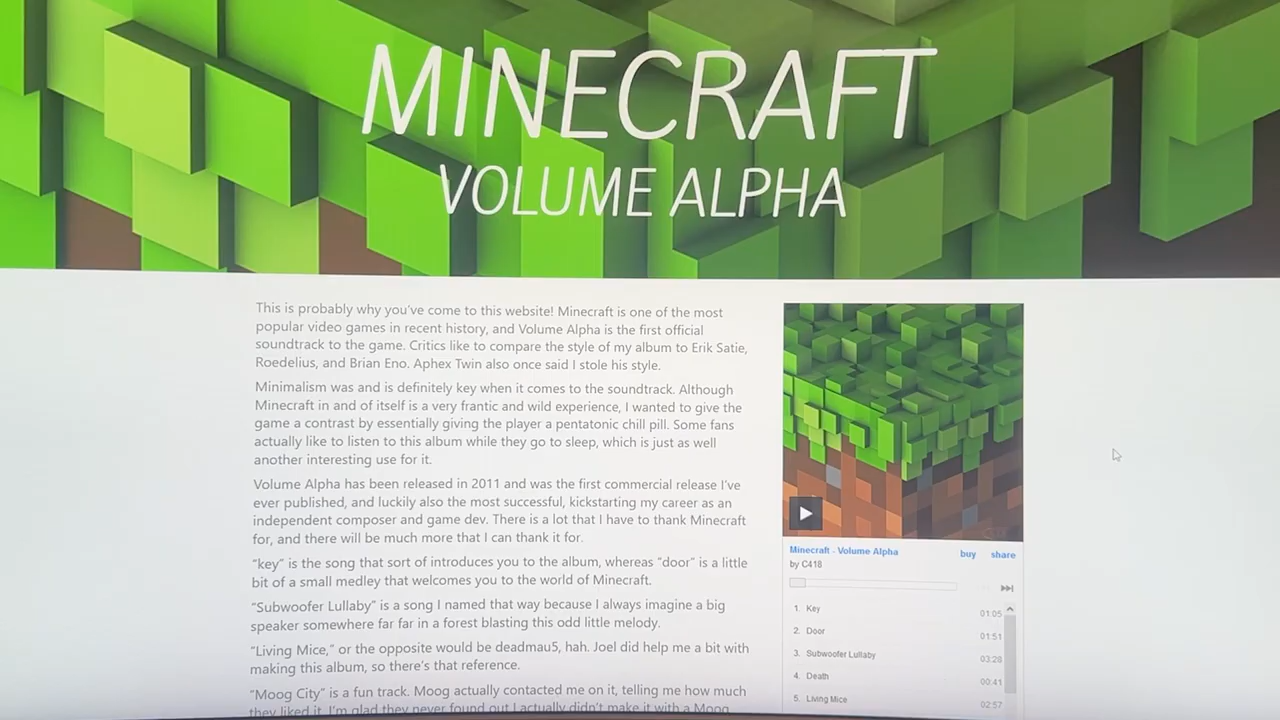 MINECRAFT
VOLUME ALPHA
This is probably why you've come to this website! Minecraft is one of the most
popular video games in recent history, and Volume Alpha is the first official
soundtrack to the game. Critics like to compare the style of my album to Erik Satie,
Roedelius, and Brian Eno. Aphex Twin also once said I stole his style.
Minimalism was and is definitely key when it comes to the soundtrack. Although
Minecraft in and of itself is a very frantic and wild experience, I wanted to give the
game a contrast by essentially giving the player a pentatonic chill pill. Some fans
actually like to listen to this album while they go to sleep, which is just as well
another interesting use for it.
Volume Alpha has been released in 2011 and was the first commercial release I've
ever published, and luckily also the most successful, kickstarting my career as an
independent composer and game dev. There is a lot that I have to thank Minecraft
for, and there will be much more that I can thank it for.
"key" is the song that sort of introduces you to the album, whereas "door" is a little
bit of a small medley that welcomes you to the world of Minecraft.
"Subwoofer Lullaby" is a song I named that way because I always imagine a big
speaker somewhere far far in a forest blasting this odd little melody.
"Living Mice," or the opposite would be deadmau5, hah. Joel did help me a bit with
making this album, so there's that reference.
"Moog City" is a fun track. Moog actually contacted me on it, telling me how much
they liked it. I'm glad they never found out I actually didn't make it with a Moog
Minecraft - Volume Alpha buy share
by C418
1. Key 01:05
2. Door 01:51
3. Subwoofer Lullaby 03:28
4. Death 00:41
5. Living Mice 02:57